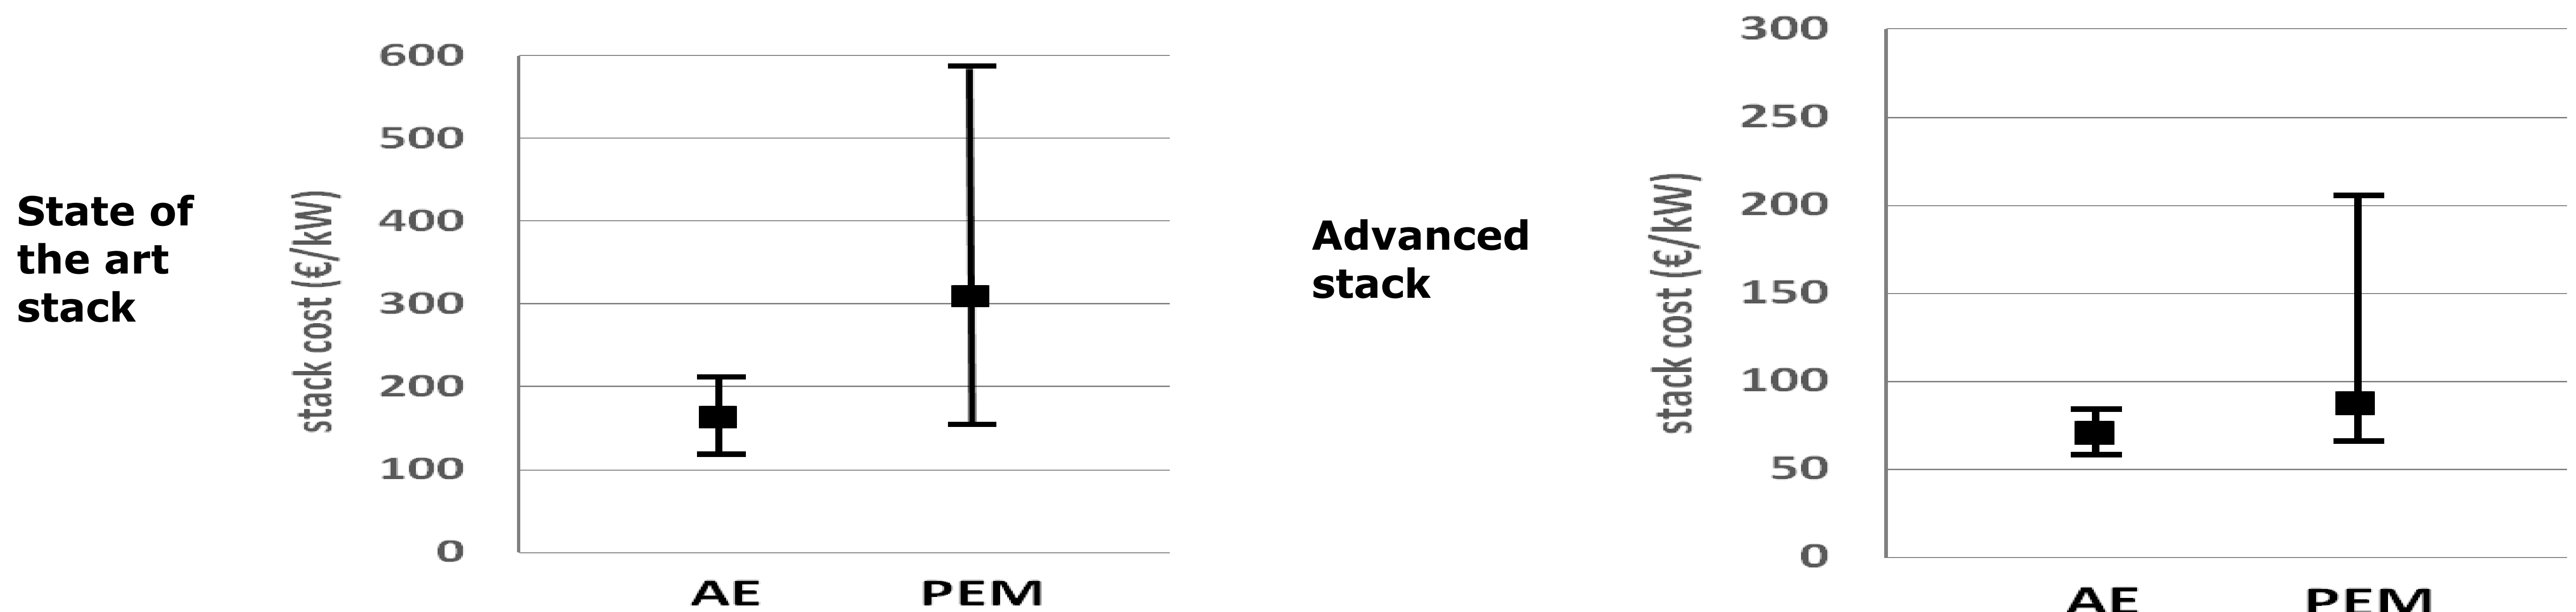 State of
the art
stack
stack cost (€/kW)
600
500
400
300
200
100
0
AE PEM
Advanced
stack
stack cost (€/kW)
300
250
200
150
100
50
0
AE PEM